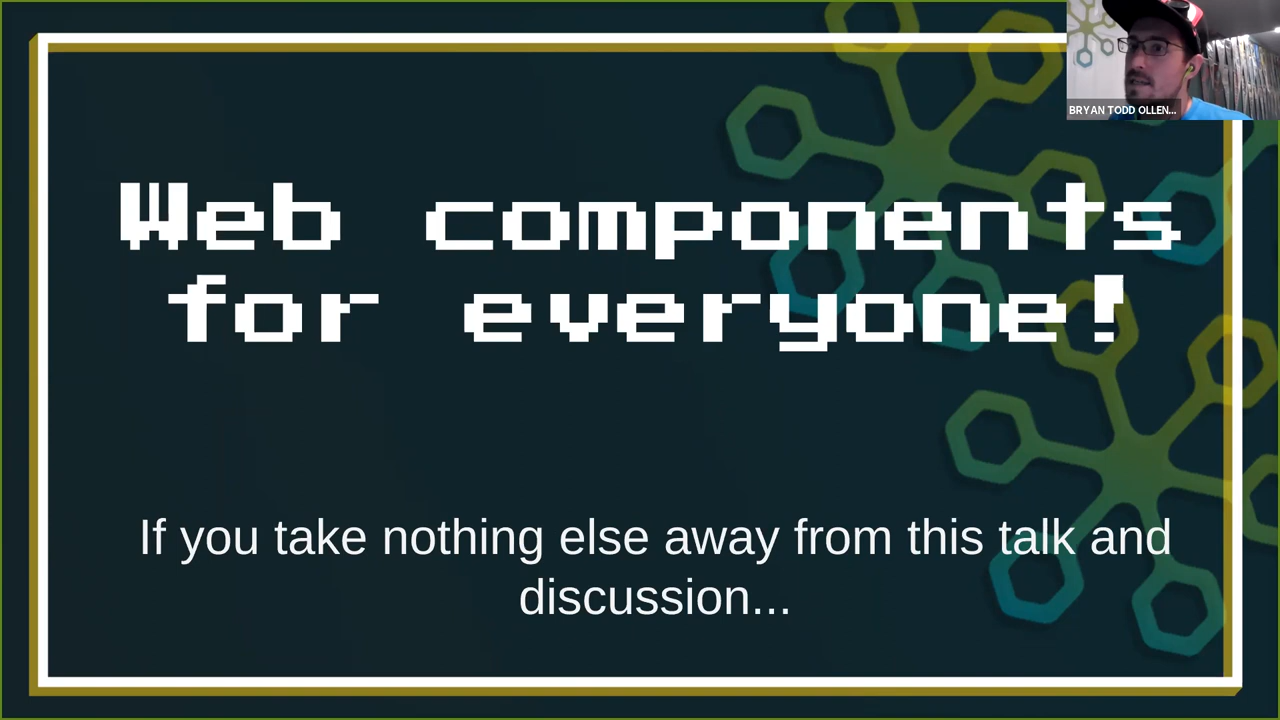 BRYAN TODD OLLEN...
Web components
for everyone!
If you take nothing else away from this talk and
discussion...